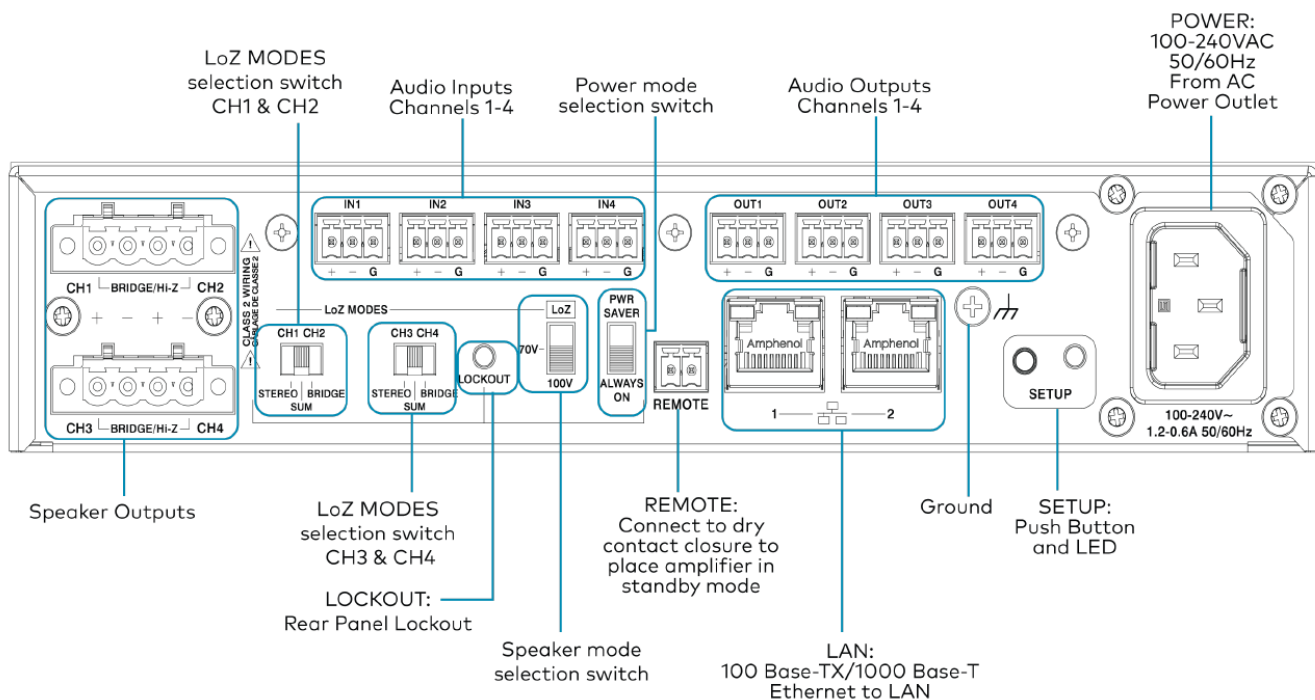 POWER:
100-240VAC
50/60Hz
From AC
Power Outlet
LoZ MODES
selection switch
CH1 & CH2
Audio Inputs
Channels 1-4
Power mode
selection switch
Audio Outputs
Channels 1-4
IN1 IN2 IN3 IN4
+ − G + − G + − G + − G
OUT1 OUT2 OUT3 OUT4
+ − G + − G + − G + − G
CH1 BRIDGE/Hi-Z CH2
+ − + −
CH3 BRIDGE/Hi-Z CH4
CLASS 2 WIRING
CABLAGE DE CLASSE 2
LoZ MODES
CH1 CH2
STEREO BRIDGE
SUM
CH3 CH4
STEREO BRIDGE
SUM
LOCKOUT
LoZ
70V
100V
PWR
SAVER
ALWAYS
ON
REMOTE
Amphenol Amphenol
1 2
SETUP
100-240V~
1.2-0.6A 50/60Hz
Speaker Outputs
LoZ MODES
selection switch
CH3 & CH4
LOCKOUT:
Rear Panel Lockout
Speaker mode
selection switch
REMOTE:
Connect to dry
contact closure to
place amplifier in
standby mode
LAN:
100 Base-TX/1000 Base-T
Ethernet to LAN
Ground
SETUP:
Push Button
and LED